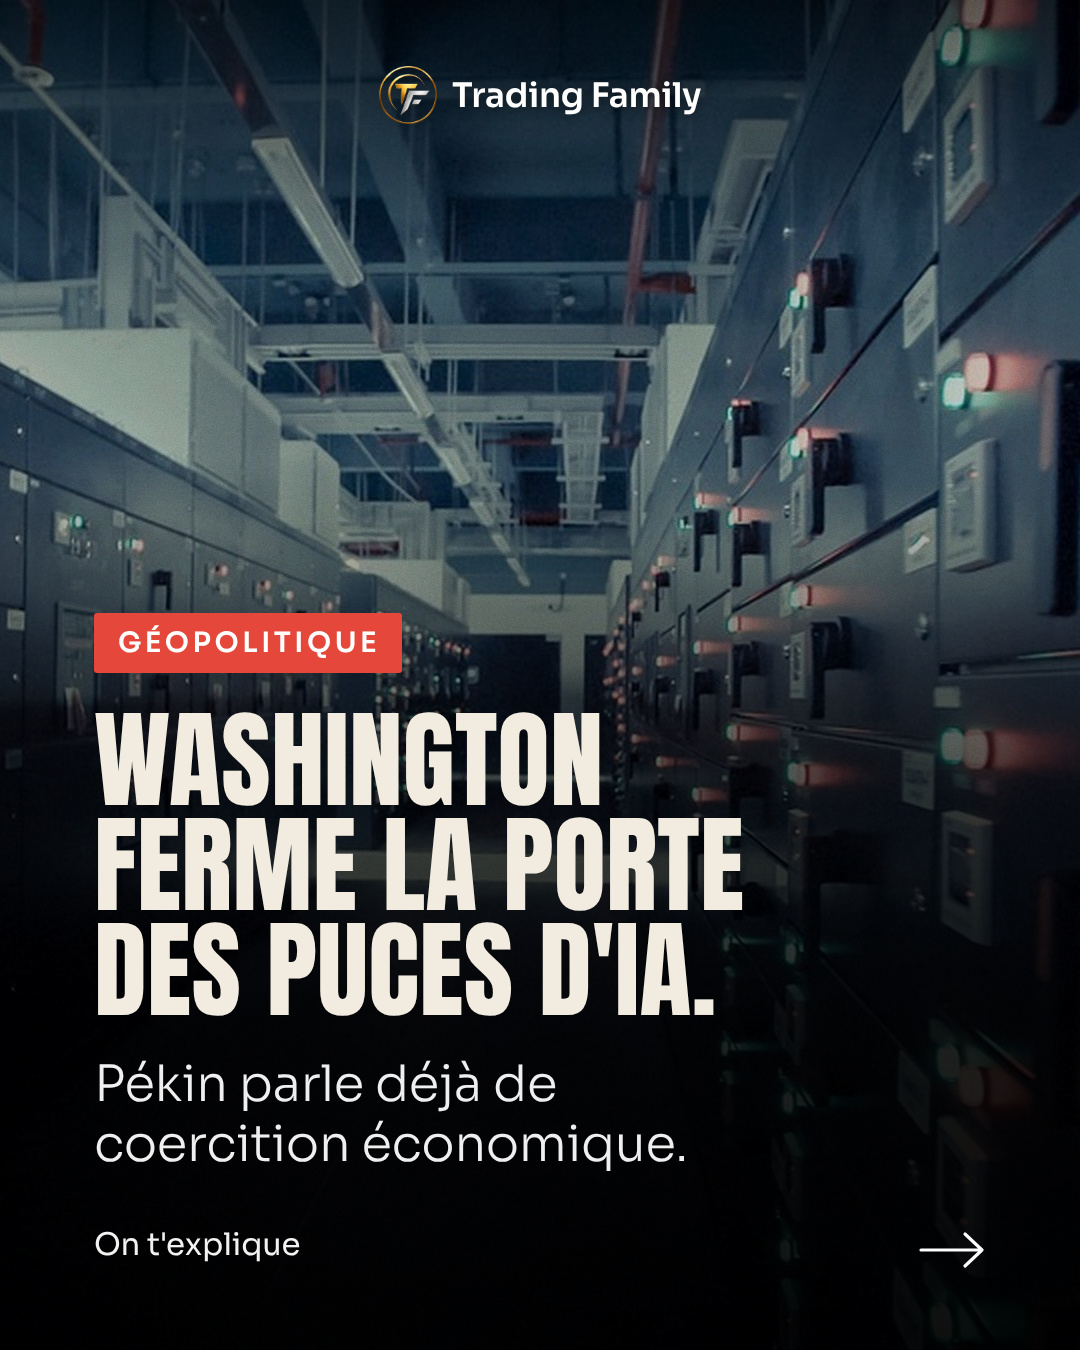 Trading Family
GÉOPOLITIQUE
WASHINGTON
FERME LA PORTE
DES PUCES D'IA.
Pékin parle déjà de
coercition économique.
On t'explique